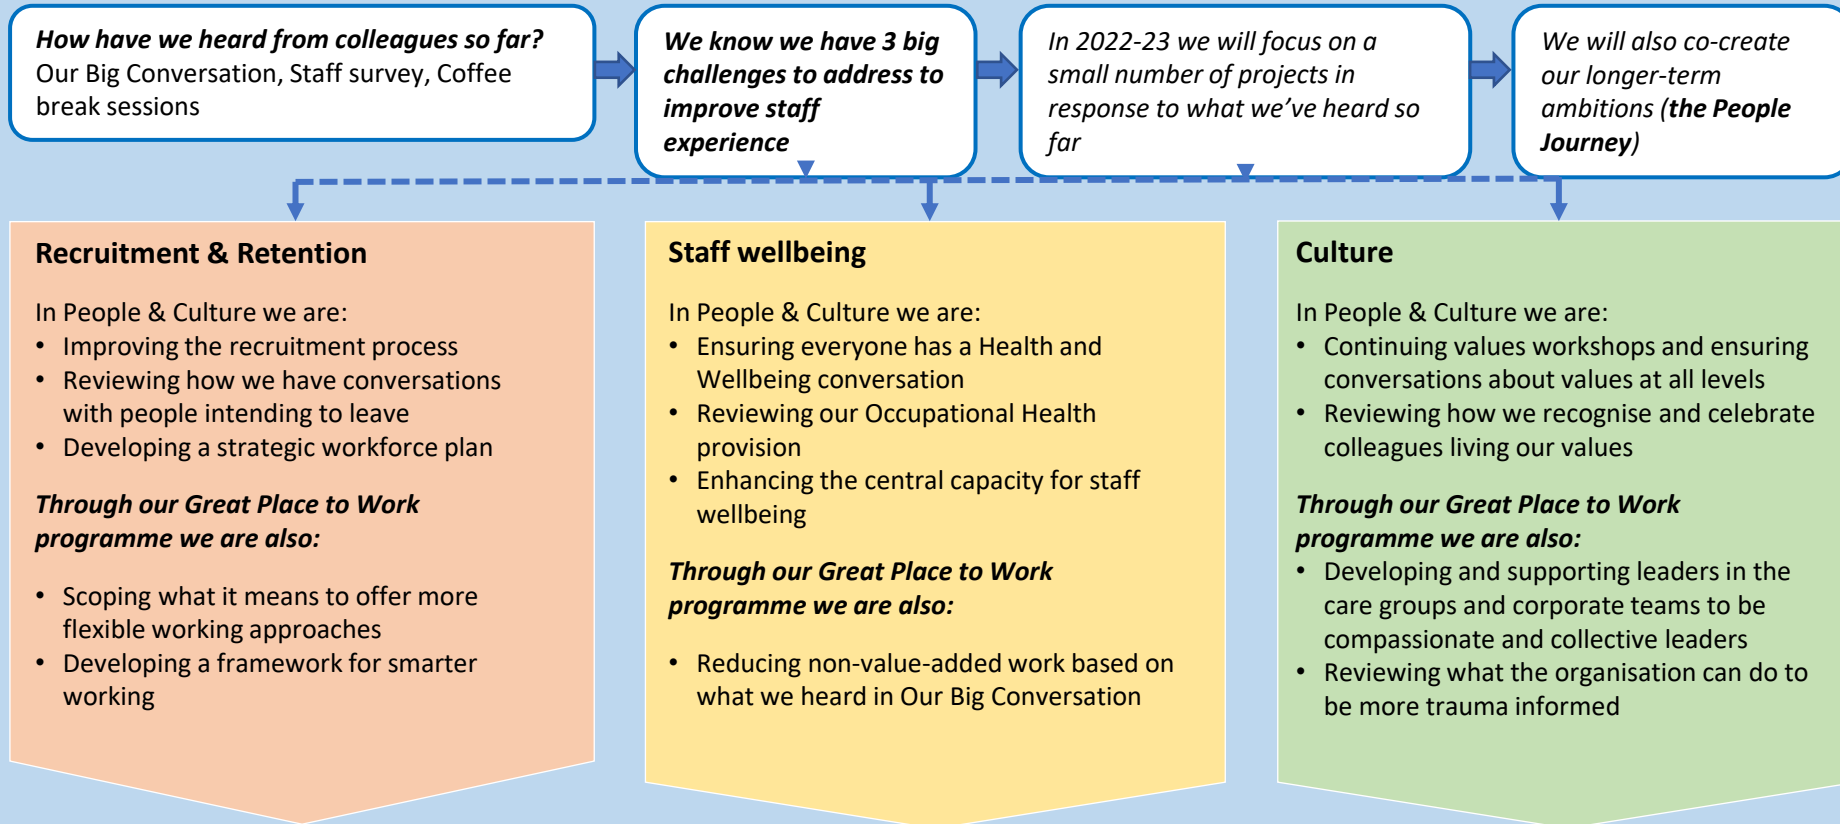 How have we heard from colleagues so far?
Our Big Conversation, Staff survey, Coffee
break sessions
We know we have 3 big
challenges to address to
improve staff
experience
In 2022-23 we will focus on a
small number of projects in
response to what we’ve heard so
far
We will also co-create
our longer-term
ambitions (the People
Journey)
Recruitment & Retention
In People & Culture we are:
• Improving the recruitment process
• Reviewing how we have conversations
with people intending to leave
• Developing a strategic workforce plan
Through our Great Place to Work
programme we are also:
• Scoping what it means to offer more
flexible working approaches
• Developing a framework for smarter
working
Staff wellbeing
In People & Culture we are:
• Ensuring everyone has a Health and
Wellbeing conversation
• Reviewing our Occupational Health
provision
• Enhancing the central capacity for staff
wellbeing
Through our Great Place to Work
programme we are also:
• Reducing non-value-added work based on
what we heard in Our Big Conversation
Culture
In People & Culture we are:
• Continuing values workshops and ensuring
conversations about values at all levels
• Reviewing how we recognise and celebrate
colleagues living our values
Through our Great Place to Work
programme we are also:
• Developing and supporting leaders in the
care groups and corporate teams to be
compassionate and collective leaders
• Reviewing what the organisation can do to
be more trauma informed